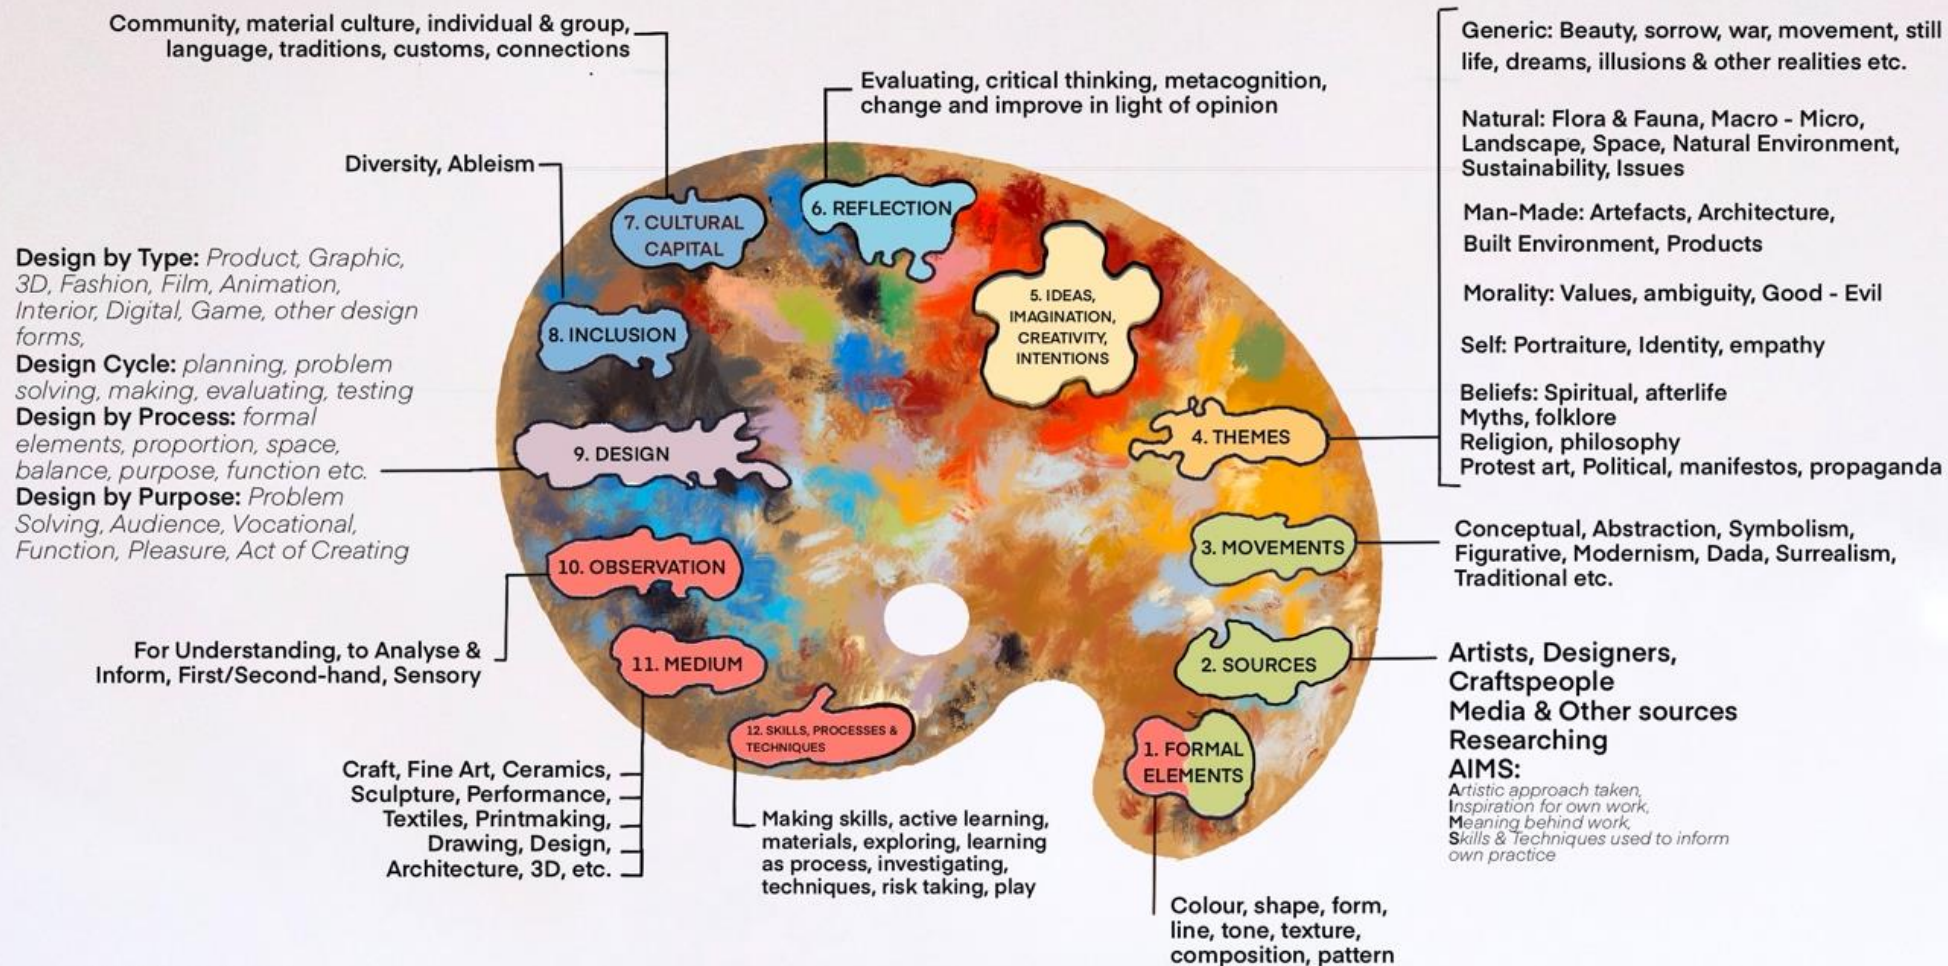 Community, material culture, individual & group,
language, traditions, customs, connections
Evaluating, critical thinking, metacognition,
change and improve in light of opinion
Generic: Beauty, sorrow, war, movement, still
life, dreams, illusions & other realities etc.
Natural: Flora & Fauna, Macro - Micro,
Landscape, Space, Natural Environment,
Sustainability, Issues
Man-Made: Artefacts, Architecture,
Built Environment, Products
Morality: Values, ambiguity, Good - Evil
Self: Portraiture, Identity, empathy
Beliefs: Spiritual, afterlife
Myths, folklore
Religion, philosophy
Protest art, Political, manifestos, propaganda
Diversity, Ableism
7. CULTURAL
CAPITAL
6. REFLECTION
5. IDEAS,
IMAGINATION,
CREATIVITY,
INTENTIONS
8. INCLUSION
4. THEMES
Design by Type: Product, Graphic,
3D, Fashion, Film, Animation,
Interior, Digital, Game, other design
forms,
Design Cycle: planning, problem
solving, making, evaluating, testing
Design by Process: formal
elements, proportion, space,
balance, purpose, function etc.
Design by Purpose: Problem
Solving, Audience, Vocational,
Function, Pleasure, Act of Creating
9. DESIGN
3. MOVEMENTS
Conceptual, Abstraction, Symbolism,
Figurative, Modernism, Dada, Surrealism,
Traditional etc.
10. OBSERVATION
For Understanding, to Analyse &
Inform, First/Second-hand, Sensory
11. MEDIUM
2. SOURCES
Artists, Designers,
Craftspeople
Media & Other sources
Researching
AIMS:
Artistic approach taken,
Inspiration for own work,
Meaning behind work,
Skills & Techniques used to inform
own practice
12. SKILLS, PROCESSES &
TECHNIQUES
1. FORMAL
ELEMENTS
Craft, Fine Art, Ceramics,
Sculpture, Performance,
Textiles, Printmaking,
Drawing, Design,
Architecture, 3D, etc.
Making skills, active learning,
materials, exploring, learning
as process, investigating,
techniques, risk taking, play
Colour, shape, form,
line, tone, texture,
composition, pattern